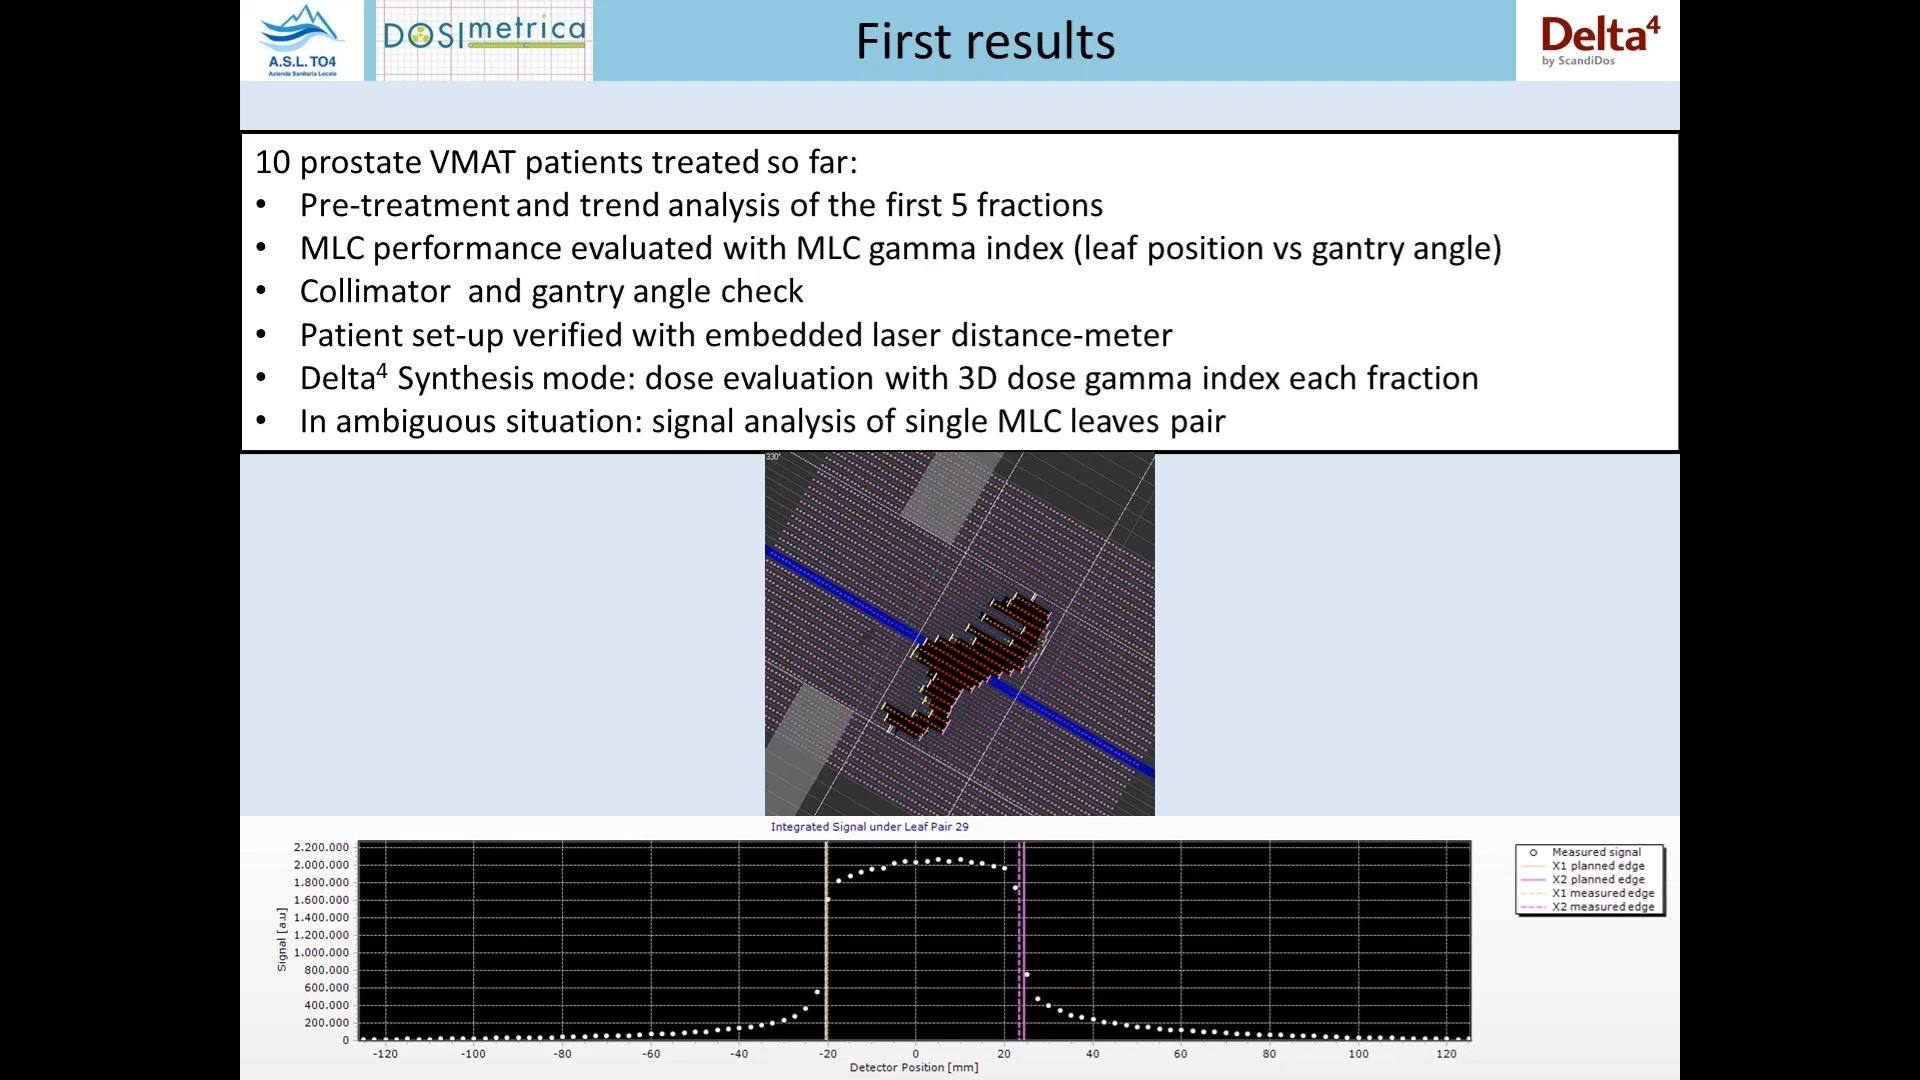 A.S.L. TO4
Azienda Sanitaria Locale
DOSImetrica
First results
Delta4
by ScandiDos
10 prostate VMAT patients treated so far:
• Pre-treatment and trend analysis of the first 5 fractions
• MLC performance evaluated with MLC gamma index (leaf position vs gantry angle)
• Collimator and gantry angle check
• Patient set-up verified with embedded laser distance-meter
• Delta4 Synthesis mode: dose evaluation with 3D dose gamma index each fraction
• In ambiguous situation: signal analysis of single MLC leaves pair
330°
Integrated Signal under Leaf Pair 29
Signal [a.u]
2.200.000
2.000.000
1.800.000
1.600.000
1.400.000
1.200.000
1.000.000
800.000
600.000
400.000
200.000
0
-120 -100 -80 -60 -40 -20 0 20 40 60 80 100 120
Detector Position [mm]
Measured signal
X1 planned edge
X2 planned edge
X1 measured edge
X2 measured edge